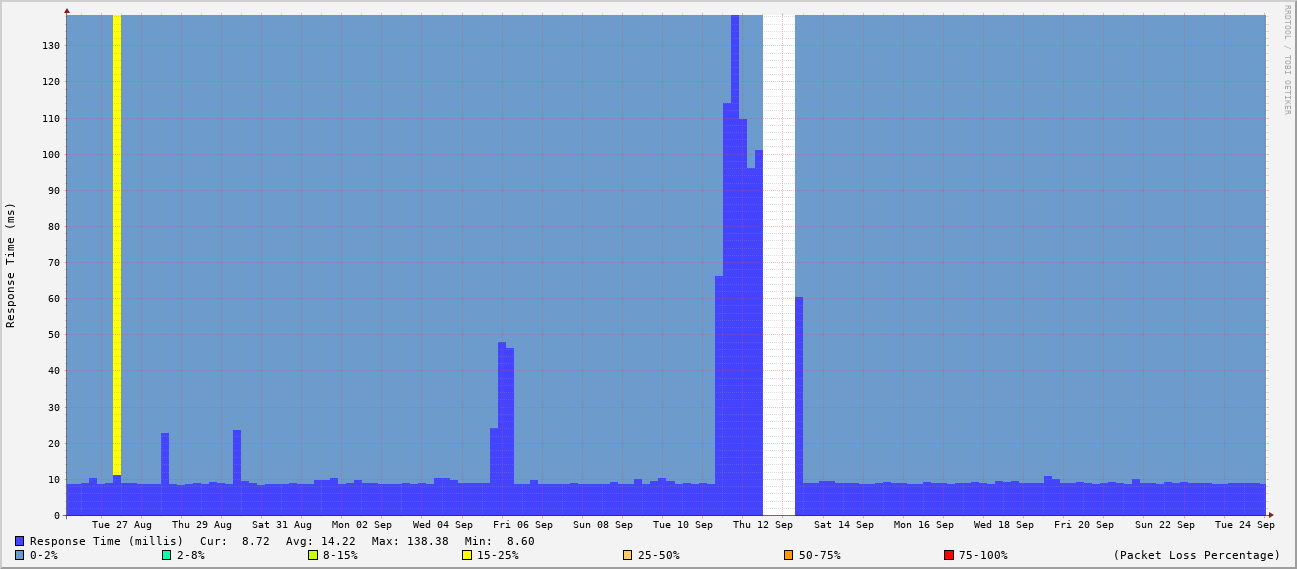 RRDTOOL / TOBI OETIKER
Response Time (ms)
130
120
110
100
90
80
70
60
50
40
30
20
10
0
Tue 27 Aug Thu 29 Aug Sat 31 Aug Mon 02 Sep Wed 04 Sep Fri 06 Sep Sun 08 Sep Tue 10 Sep Thu 12 Sep Sat 14 Sep Mon 16 Sep Wed 18 Sep Fri 20 Sep Sun 22 Sep Tue 24 Sep
Response Time (millis) Cur: 8.72 Avg: 14.22 Max: 138.38 Min: 8.60
0-2% 2-8% 8-15% 15-25% 25-50% 50-75% 75-100% (Packet Loss Percentage)